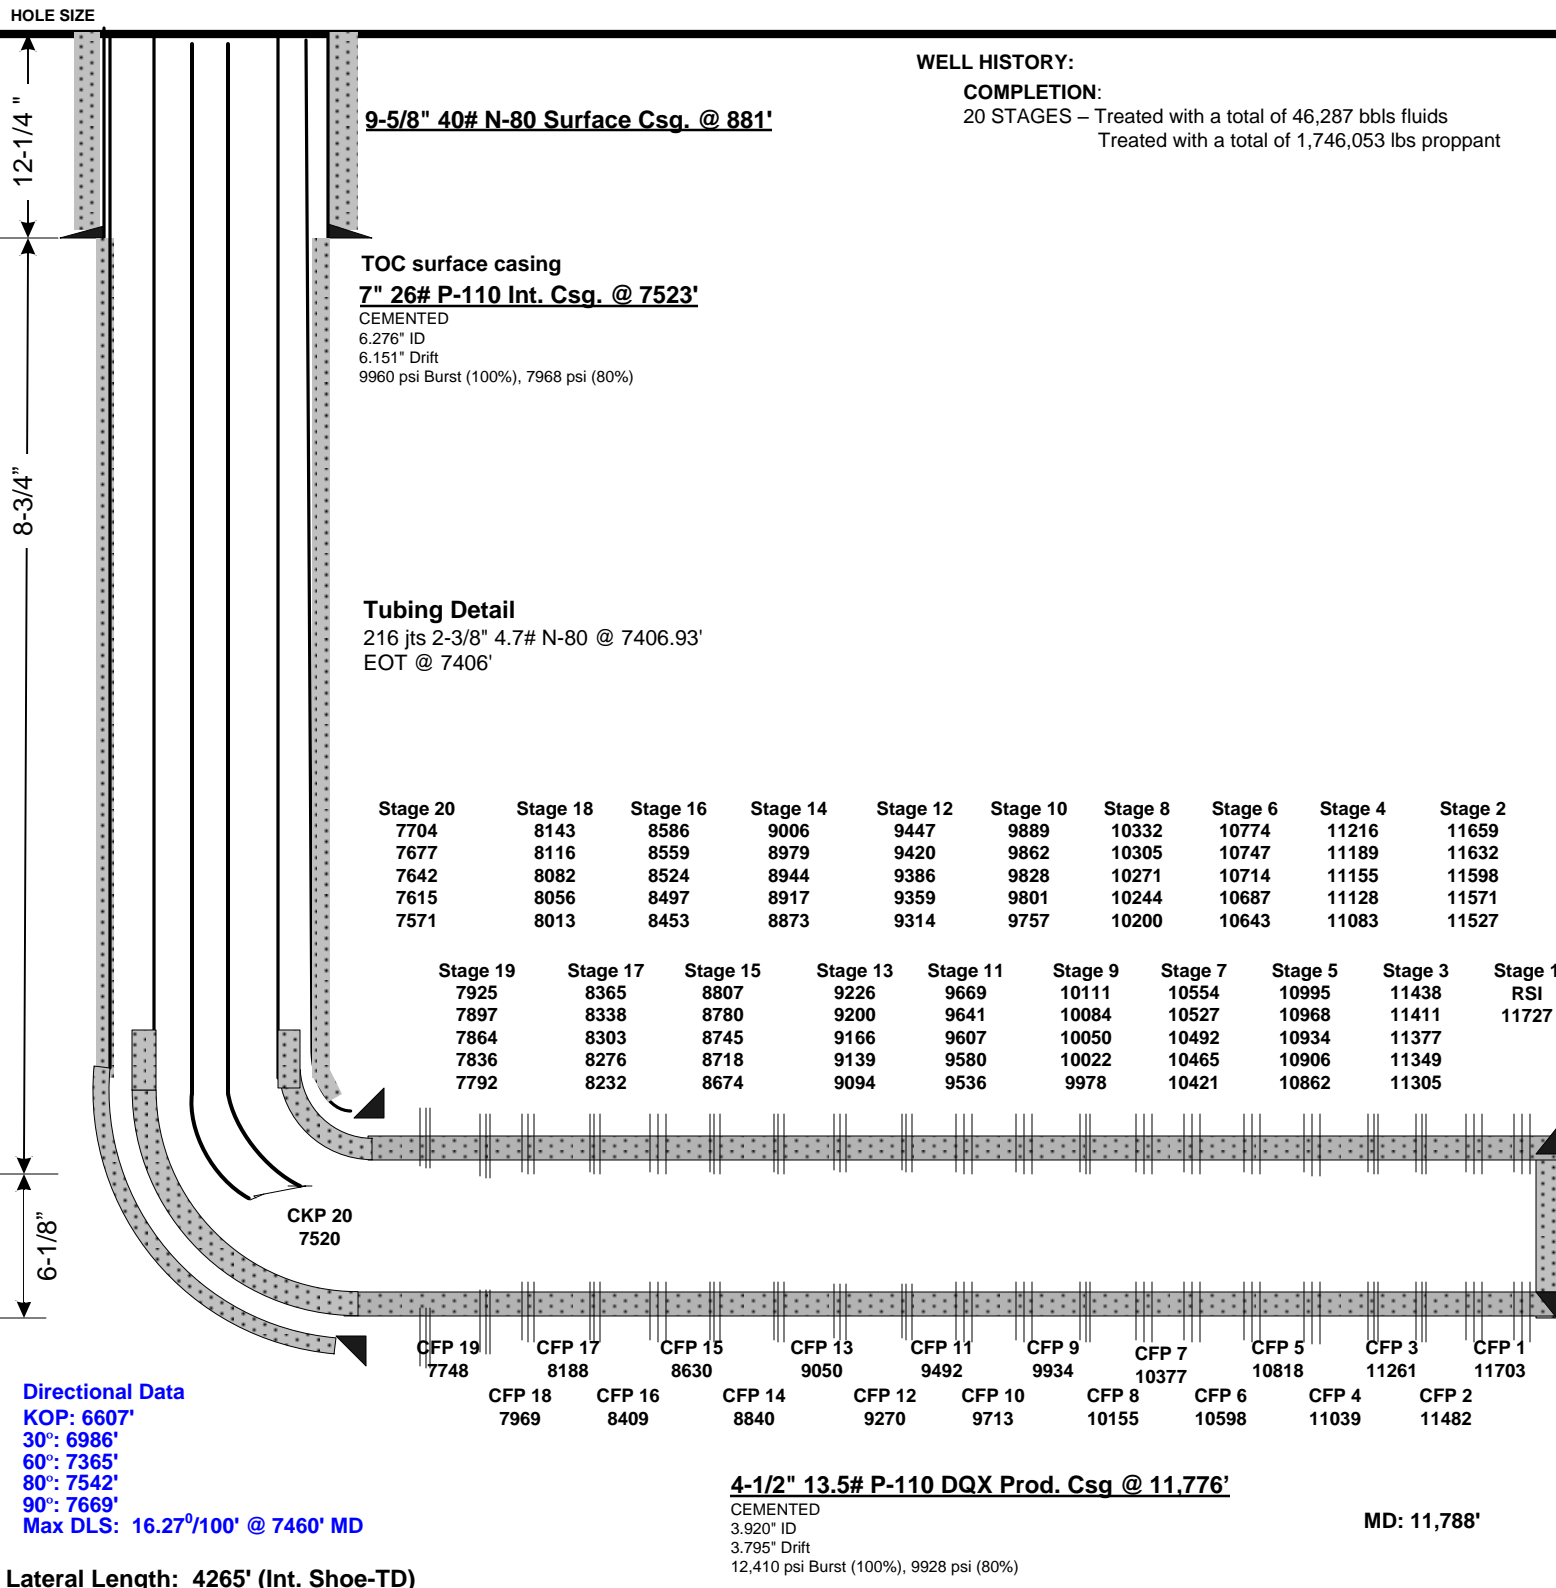 HOLE SIZE
12-1/4 "
8-3/4”
6-1/8”
WELL HISTORY:
COMPLETION:
20 STAGES – Treated with a total of 46,287 bbls fluids
Treated with a total of 1,746,053 lbs proppant
9-5/8" 40# N-80 Surface Csg. @ 881'
TOC surface casing
7" 26# P-110 Int. Csg. @ 7523'
CEMENTED
6.276" ID
6.151" Drift
9960 psi Burst (100%), 7968 psi (80%)
Tubing Detail
216 jts 2-3/8" 4.7# N-80 @ 7406.93'
EOT @ 7406'
Stage 20 Stage 18 Stage 16 Stage 14 Stage 12 Stage 10 Stage 8 Stage 6 Stage 4 Stage 2
7704 8143 8586 9006 9447 9889 10332 10774 11216 11659
7677 8116 8559 8979 9420 9862 10305 10747 11189 11632
7642 8082 8524 8944 9386 9828 10271 10714 11155 11598
7615 8056 8497 8917 9359 9801 10244 10687 11128 11571
7571 8013 8453 8873 9314 9757 10200 10643 11083 11527
Stage 19 Stage 17 Stage 15 Stage 13 Stage 11 Stage 9 Stage 7 Stage 5 Stage 3 Stage 1
7925 8365 8807 9226 9669 10111 10554 10995 11438 RSI
7897 8338 8780 9200 9641 10084 10527 10968 11411 11727
7864 8303 8745 9166 9607 10050 10492 10934 11377
7836 8276 8718 9139 9580 10022 10465 10906 11349
7792 8232 8674 9094 9536 9978 10421 10862 11305
CKP 20
7520
CFP 19 CFP 17 CFP 15 CFP 13 CFP 11 CFP 9 CFP 7 CFP 5 CFP 3 CFP 1
7748 8188 8630 9050 9492 9934 10377 10818 11261 11703
CFP 18 CFP 16 CFP 14 CFP 12 CFP 10 CFP 8 CFP 6 CFP 4 CFP 2
7969 8409 8840 9270 9713 10155 10598 11039 11482
Directional Data
KOP: 6607'
30º: 6986'
60º: 7365'
80º: 7542'
90º: 7669'
Max DLS: 16.27⁰/100' @ 7460' MD
4-1/2" 13.5# P-110 DQX Prod. Csg @ 11,776’
CEMENTED
3.920" ID
3.795" Drift
12,410 psi Burst (100%), 9928 psi (80%)
MD: 11,788'
Lateral Length: 4265' (Int. Shoe-TD)